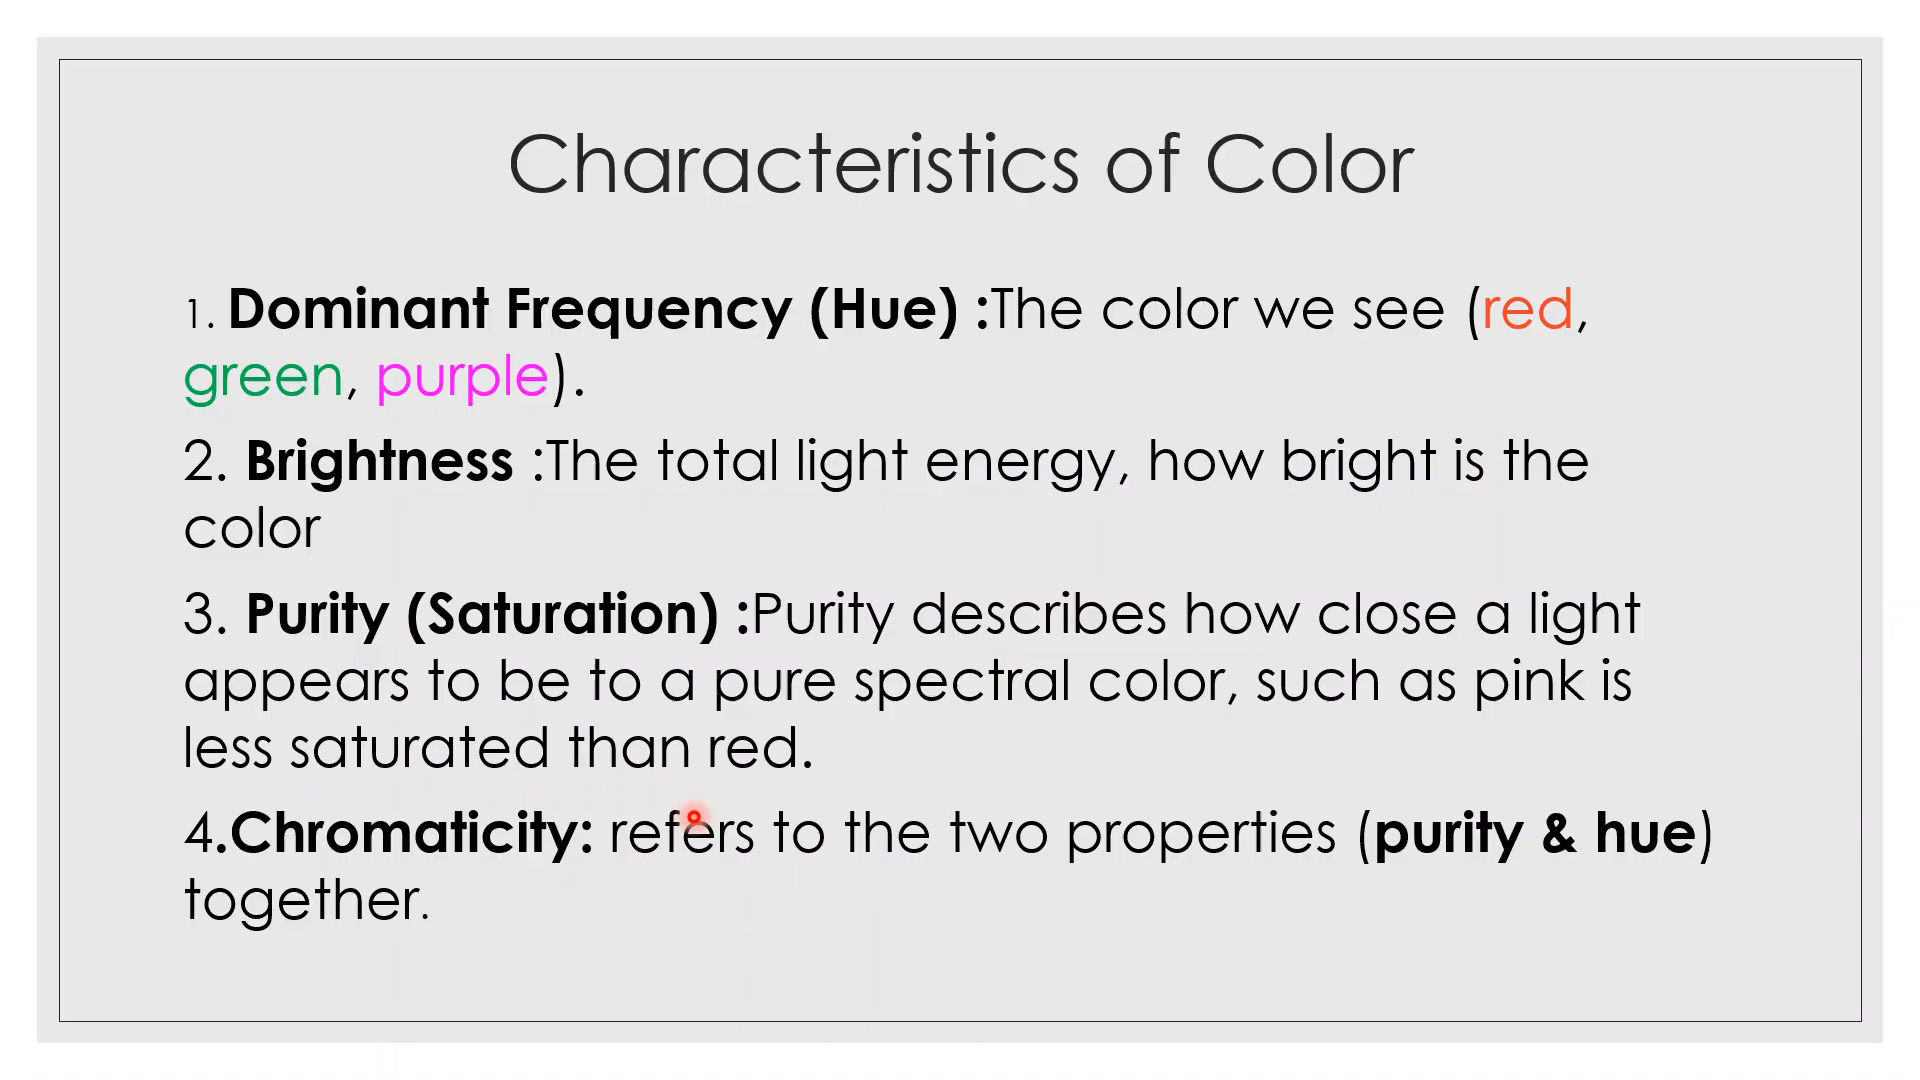 Characteristics of Color
1. Dominant Frequency (Hue) :The color we see (red,
green, purple).
2. Brightness :The total light energy, how bright is the
color
3. Purity (Saturation) :Purity describes how close a light
appears to be to a pure spectral color, such as pink is
less saturated than red.
4.Chromaticity: refers to the two properties (purity & hue)
together.